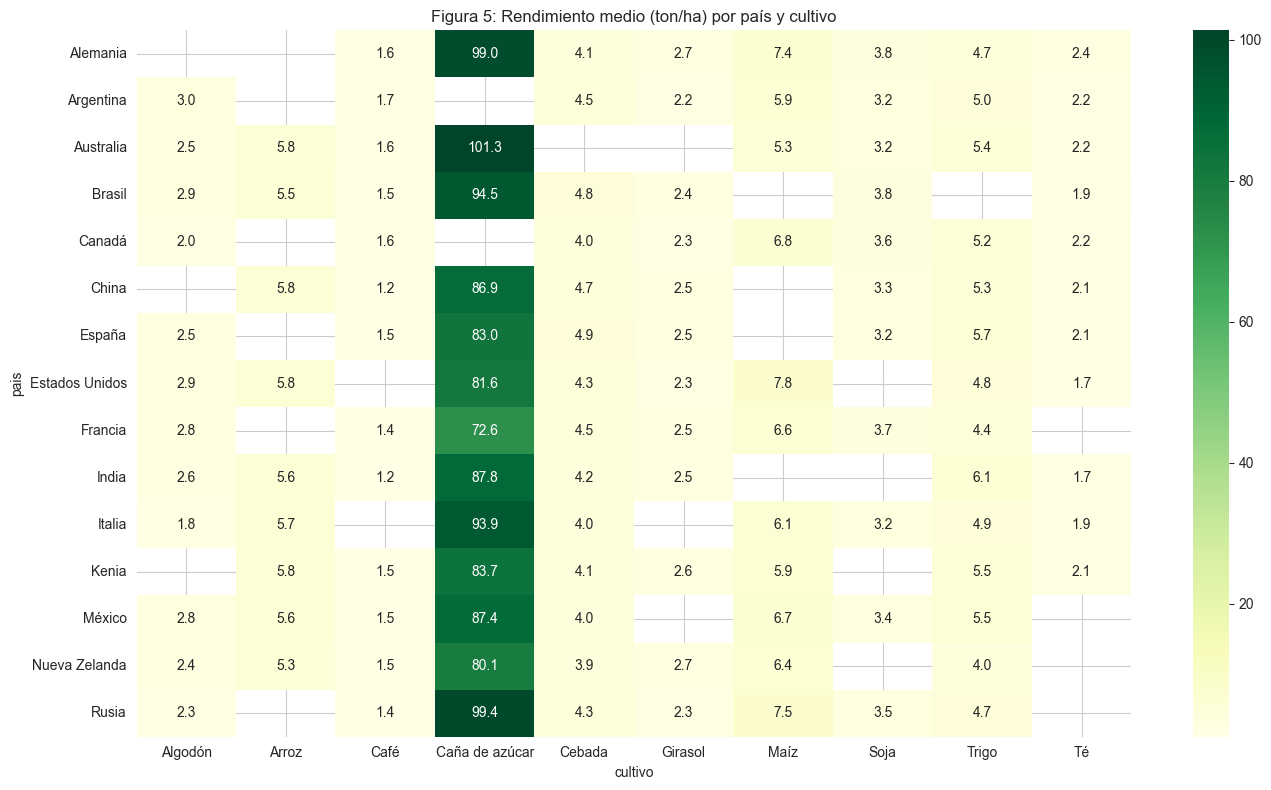 Figura 5: Rendimiento medio (ton/ha) por país y cultivo
Alemania 1.6 99.0 4.1 2.7 7.4 3.8 4.7 2.4
Argentina 3.0 1.7 4.5 2.2 5.9 3.2 5.0 2.2
Australia 2.5 5.8 1.6 101.3 5.3 3.2 5.4 2.2
Brasil 2.9 5.5 1.5 94.5 4.8 2.4 3.8 1.9
Canadá 2.0 1.6 4.0 2.3 6.8 3.6 5.2 2.2
China 5.8 1.2 86.9 4.7 2.5 3.3 5.3 2.1
España 2.5 1.5 83.0 4.9 2.5 3.2 5.7 2.1
Estados Unidos 2.9 5.8 81.6 4.3 2.3 7.8 4.8 1.7
Francia 2.8 1.4 72.6 4.5 2.5 6.6 3.7 4.4
India 2.6 5.6 1.2 87.8 4.2 2.5 6.1 1.7
Italia 1.8 5.7 93.9 4.0 6.1 3.2 4.9 1.9
Kenia 5.8 1.5 83.7 4.1 2.6 5.9 5.5 2.1
México 2.8 5.6 1.5 87.4 4.0 6.7 3.4 5.5
Nueva Zelanda 2.4 5.3 1.5 80.1 3.9 2.7 6.4 4.0
Rusia 2.3 1.4 99.4 4.3 2.3 7.5 3.5 4.7
Algodón Arroz Café Caña de azúcar Cebada Girasol Maíz Soja Trigo Té
cultivo
pais
100
80
60
40
20